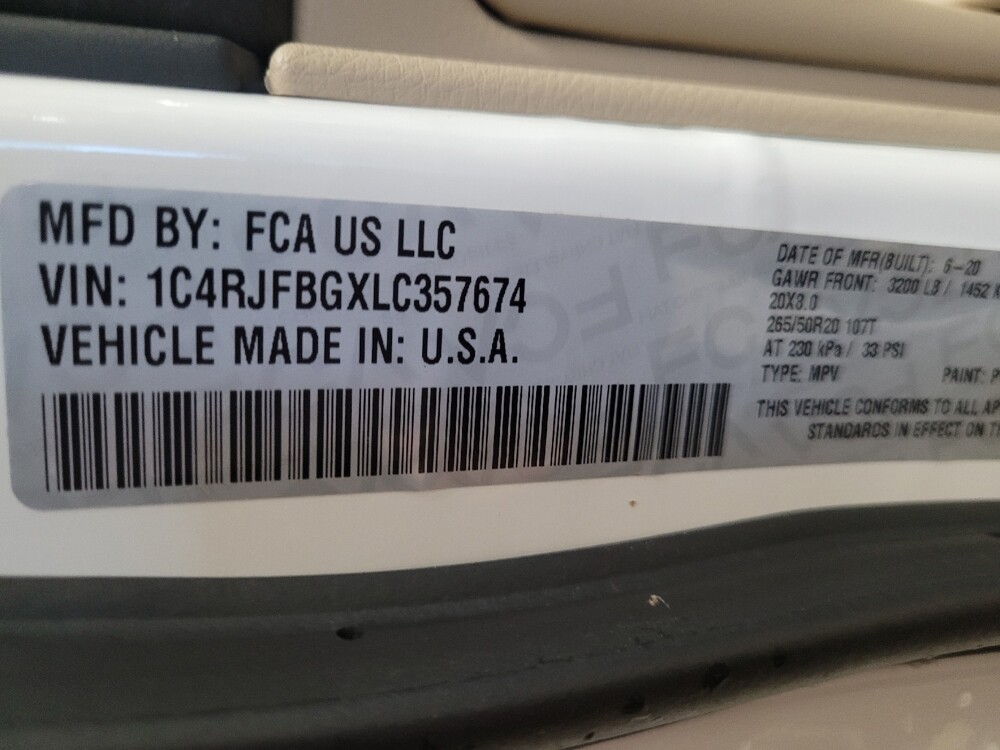 MFD BY: FCA US LLC
VIN: 1C4RJFBGXLC357674
VEHICLE MADE IN: U.S.A.
DATE OF MFR(BUILT): 6-20
GAWR FRONT: 3200 LB / 1452 K
20X8.0
265/50R20 107T
AT 230 kPa / 33 PSI
TYPE: MPV PAINT: P
THIS VEHICLE CONFORMS TO ALL AP
STANDARDS IN EFFECT ON T